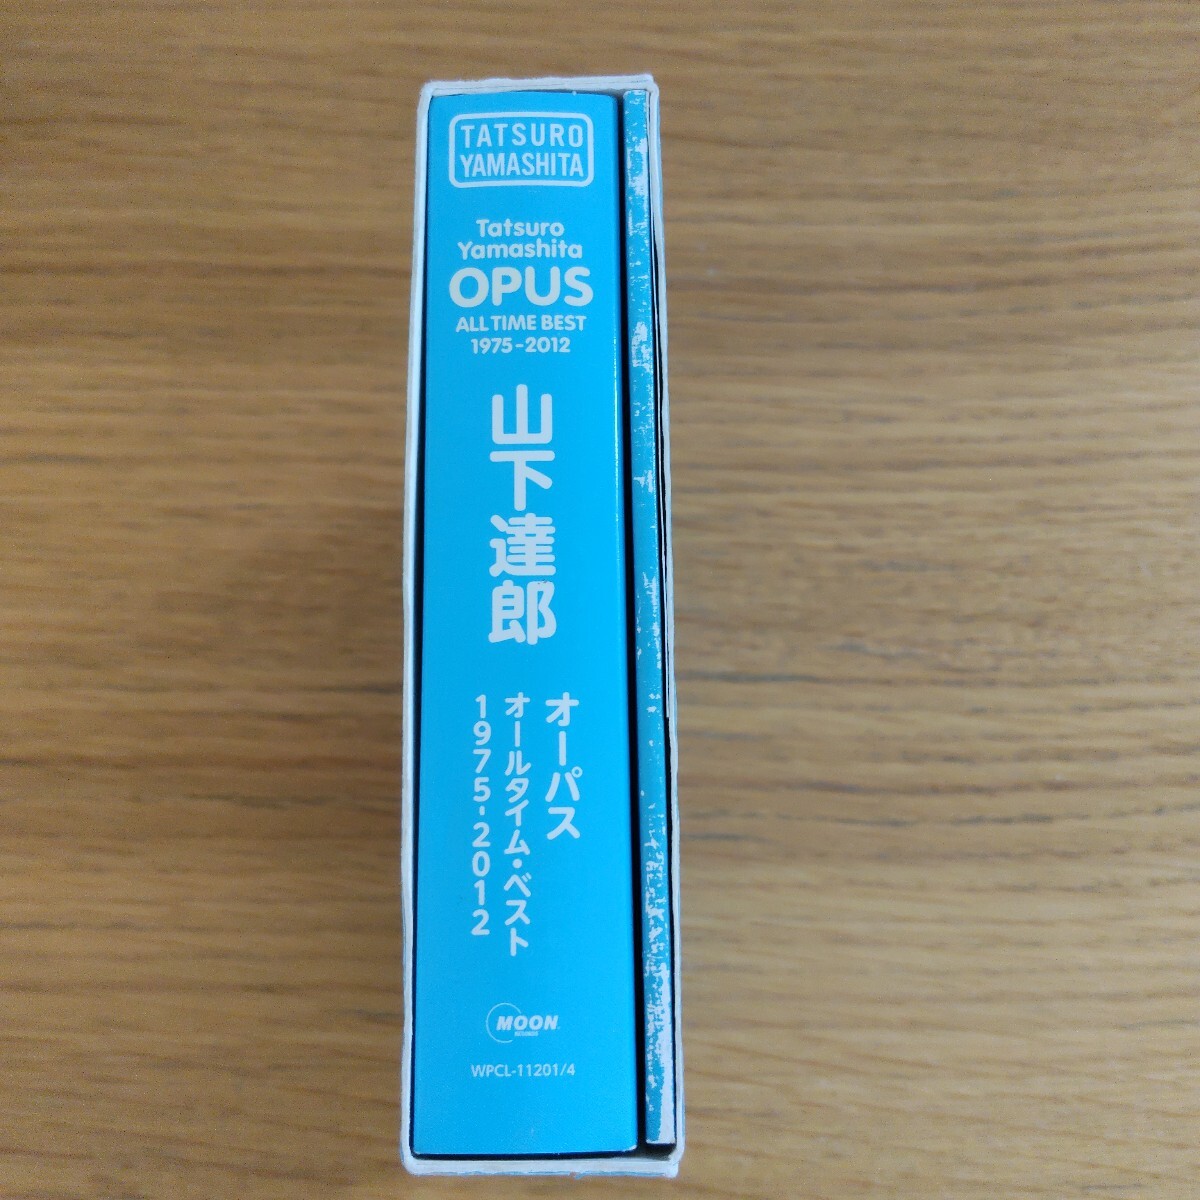 TATSURO
YAMASHITA
Tatsuro
Yamashita
OPUS
ALL TIME BEST
1975-2012
山下達郎
オーパス
オールタイム・ベスト
1975-2012
MOON
RECORDS
WPCL-11201/4